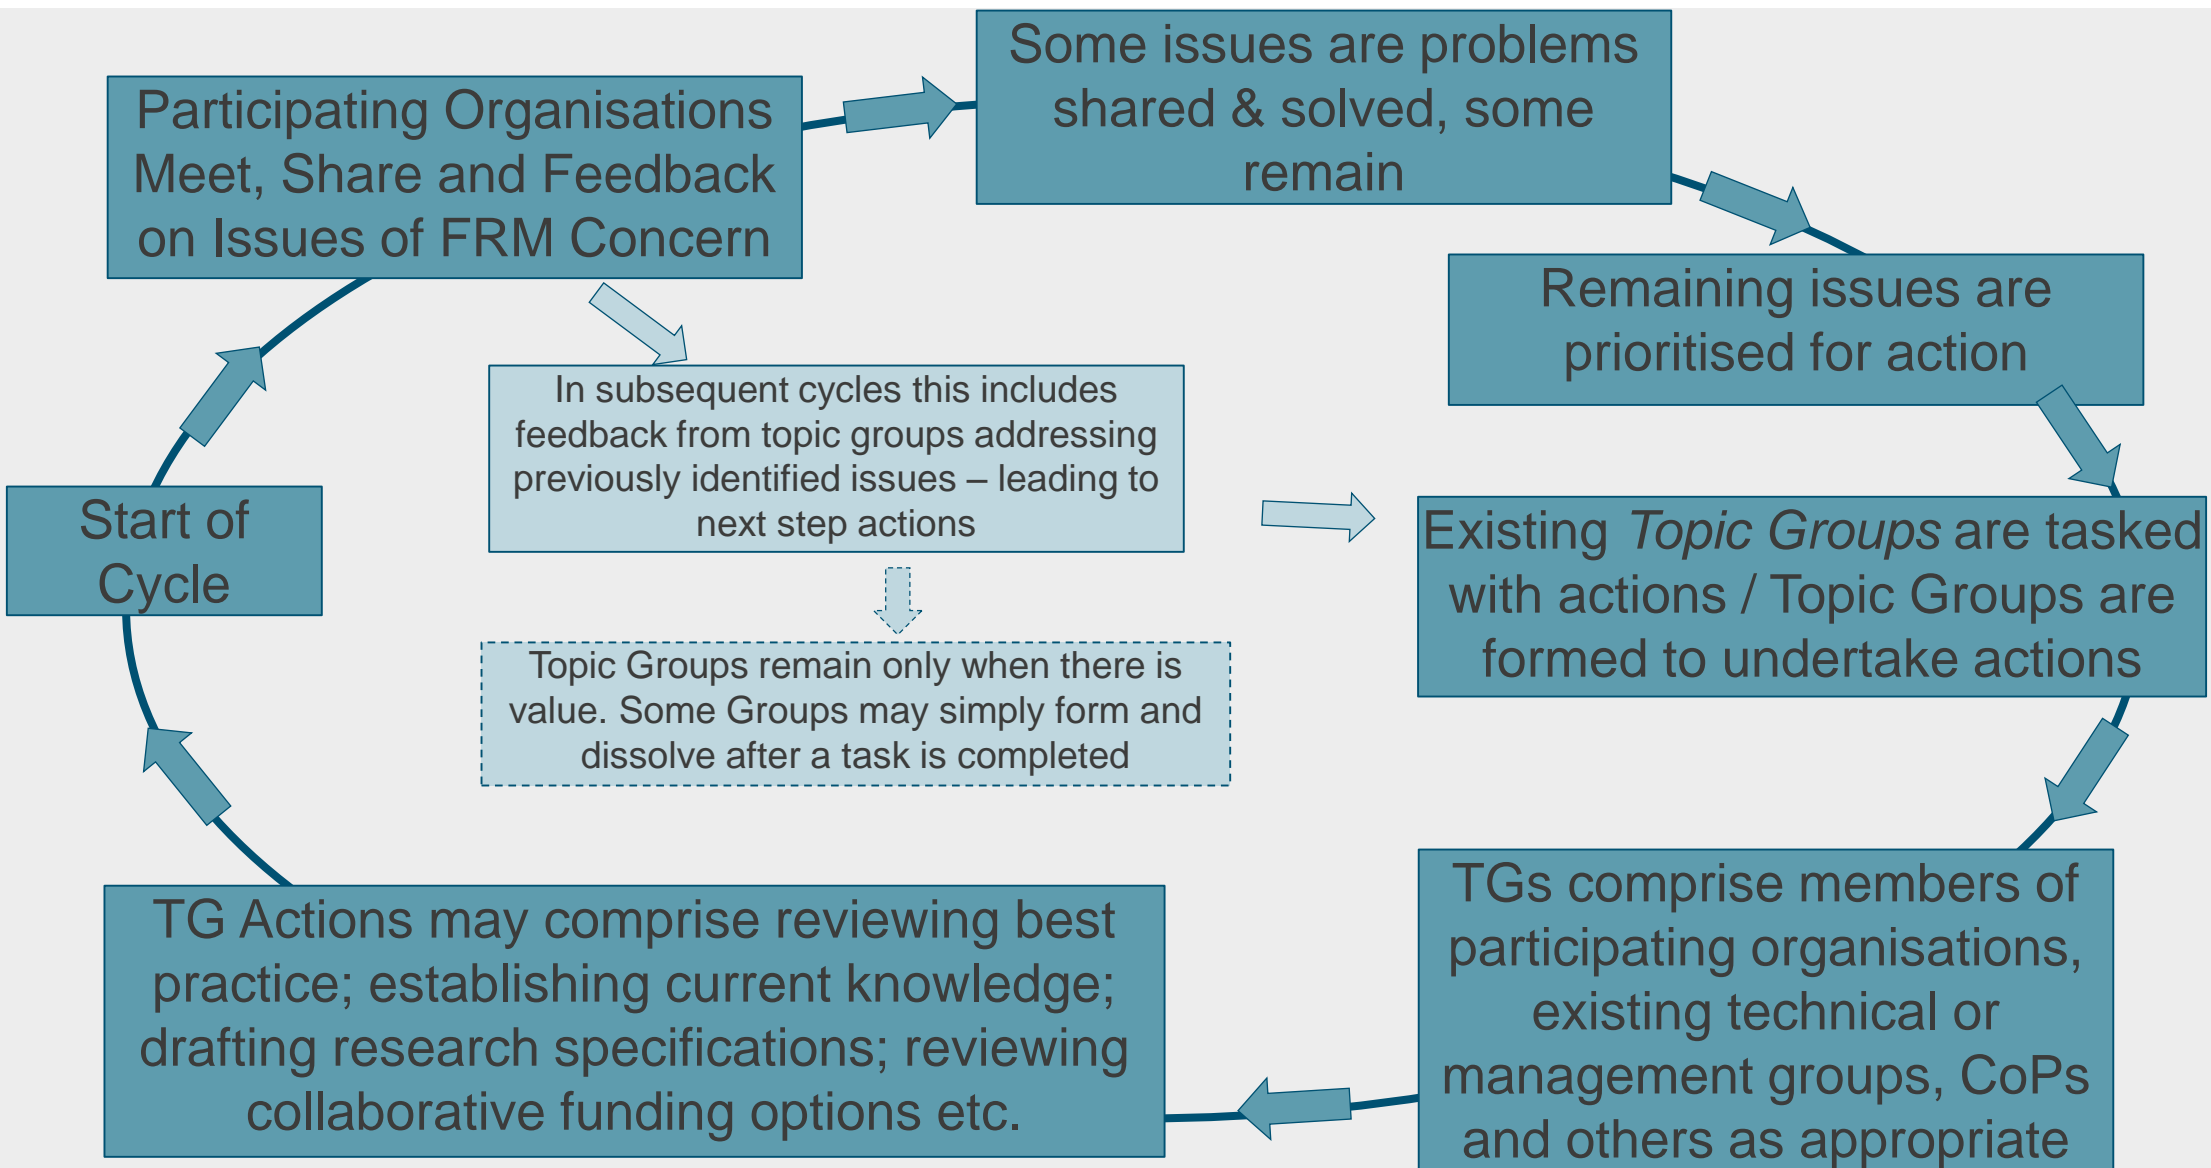 Participating Organisations
Meet, Share and Feedback
on Issues of FRM Concern
Some issues are problems
shared & solved, some
remain
Remaining issues are
prioritised for action
In subsequent cycles this includes
feedback from topic groups addressing
previously identified issues – leading to
next step actions
Start of
Cycle
Existing Topic Groups are tasked
with actions / Topic Groups are
formed to undertake actions
Topic Groups remain only when there is
value. Some Groups may simply form and
dissolve after a task is completed
TG Actions may comprise reviewing best
practice; establishing current knowledge;
drafting research specifications; reviewing
collaborative funding options etc.
TGs comprise members of
participating organisations,
existing technical or
management groups, CoPs
and others as appropriate